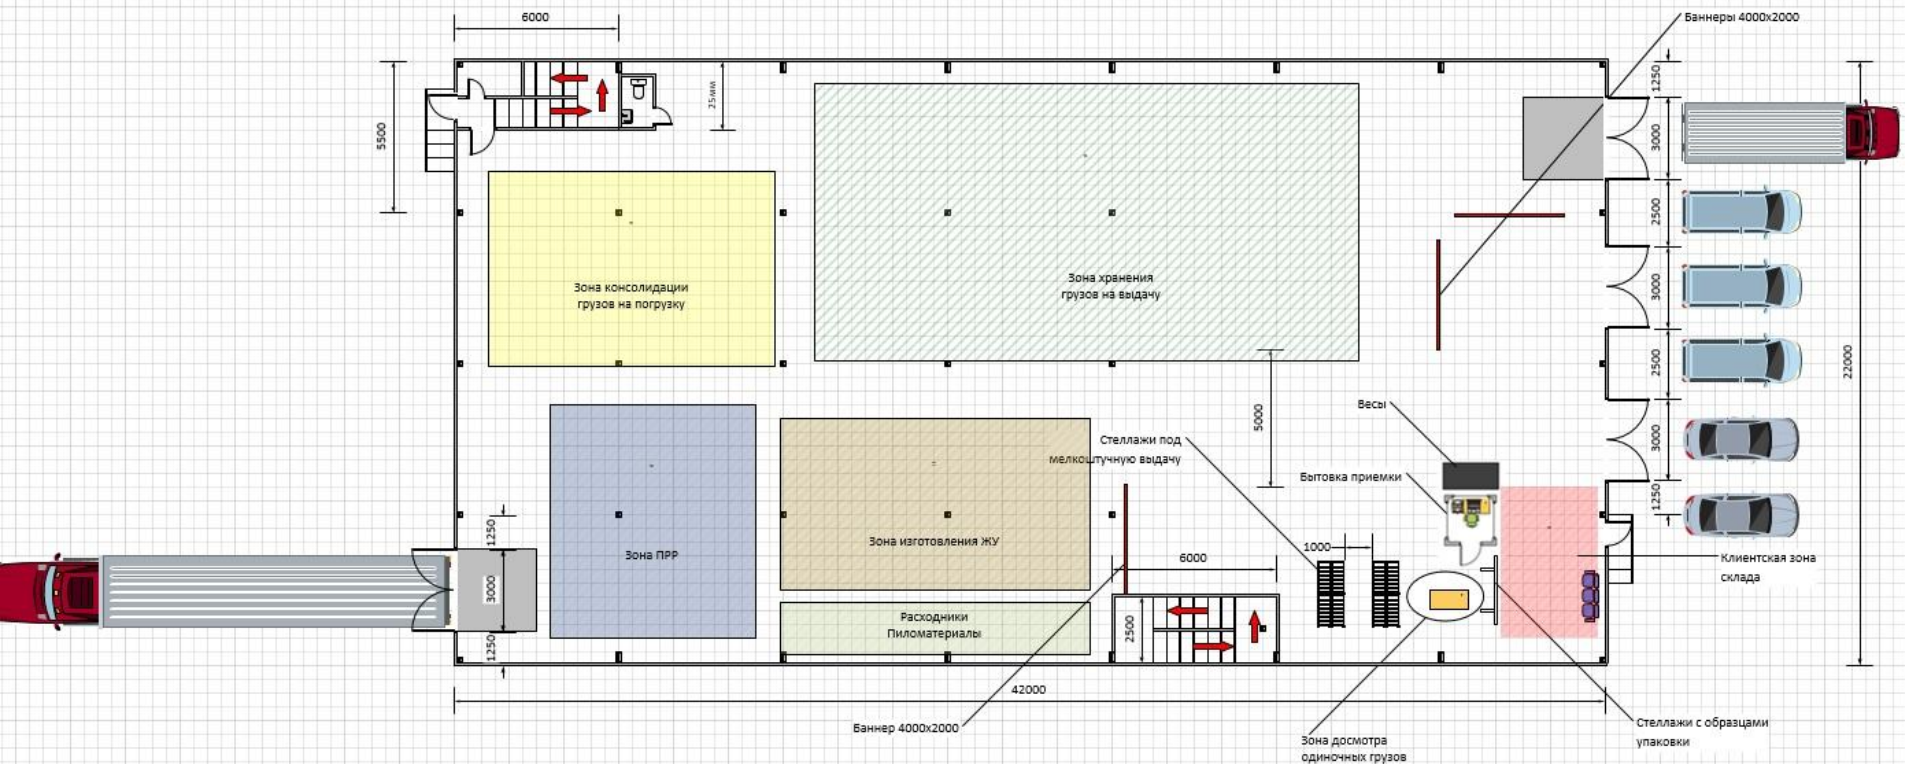 6000
Баннеры 4000x2000
1250
5500
25мм
3000
2500
Зона консолидации
грузов на погрузку
Зона хранения
грузов на выдачу
3000
2500
22000
Весы
5000
Стеллажи под
мелкоштучную выдачу
3000
Бытовка приемки
1250
1250
Зона ПРР
Зона изготовления ЖУ
6000
1000
Клиентская зона
склада
3000
Расходники
Пиломатериалы
2500
1250
42000
Баннер 4000x2000
Стеллажи с образцами
упаковки
Зона досмотра
одиночных грузов